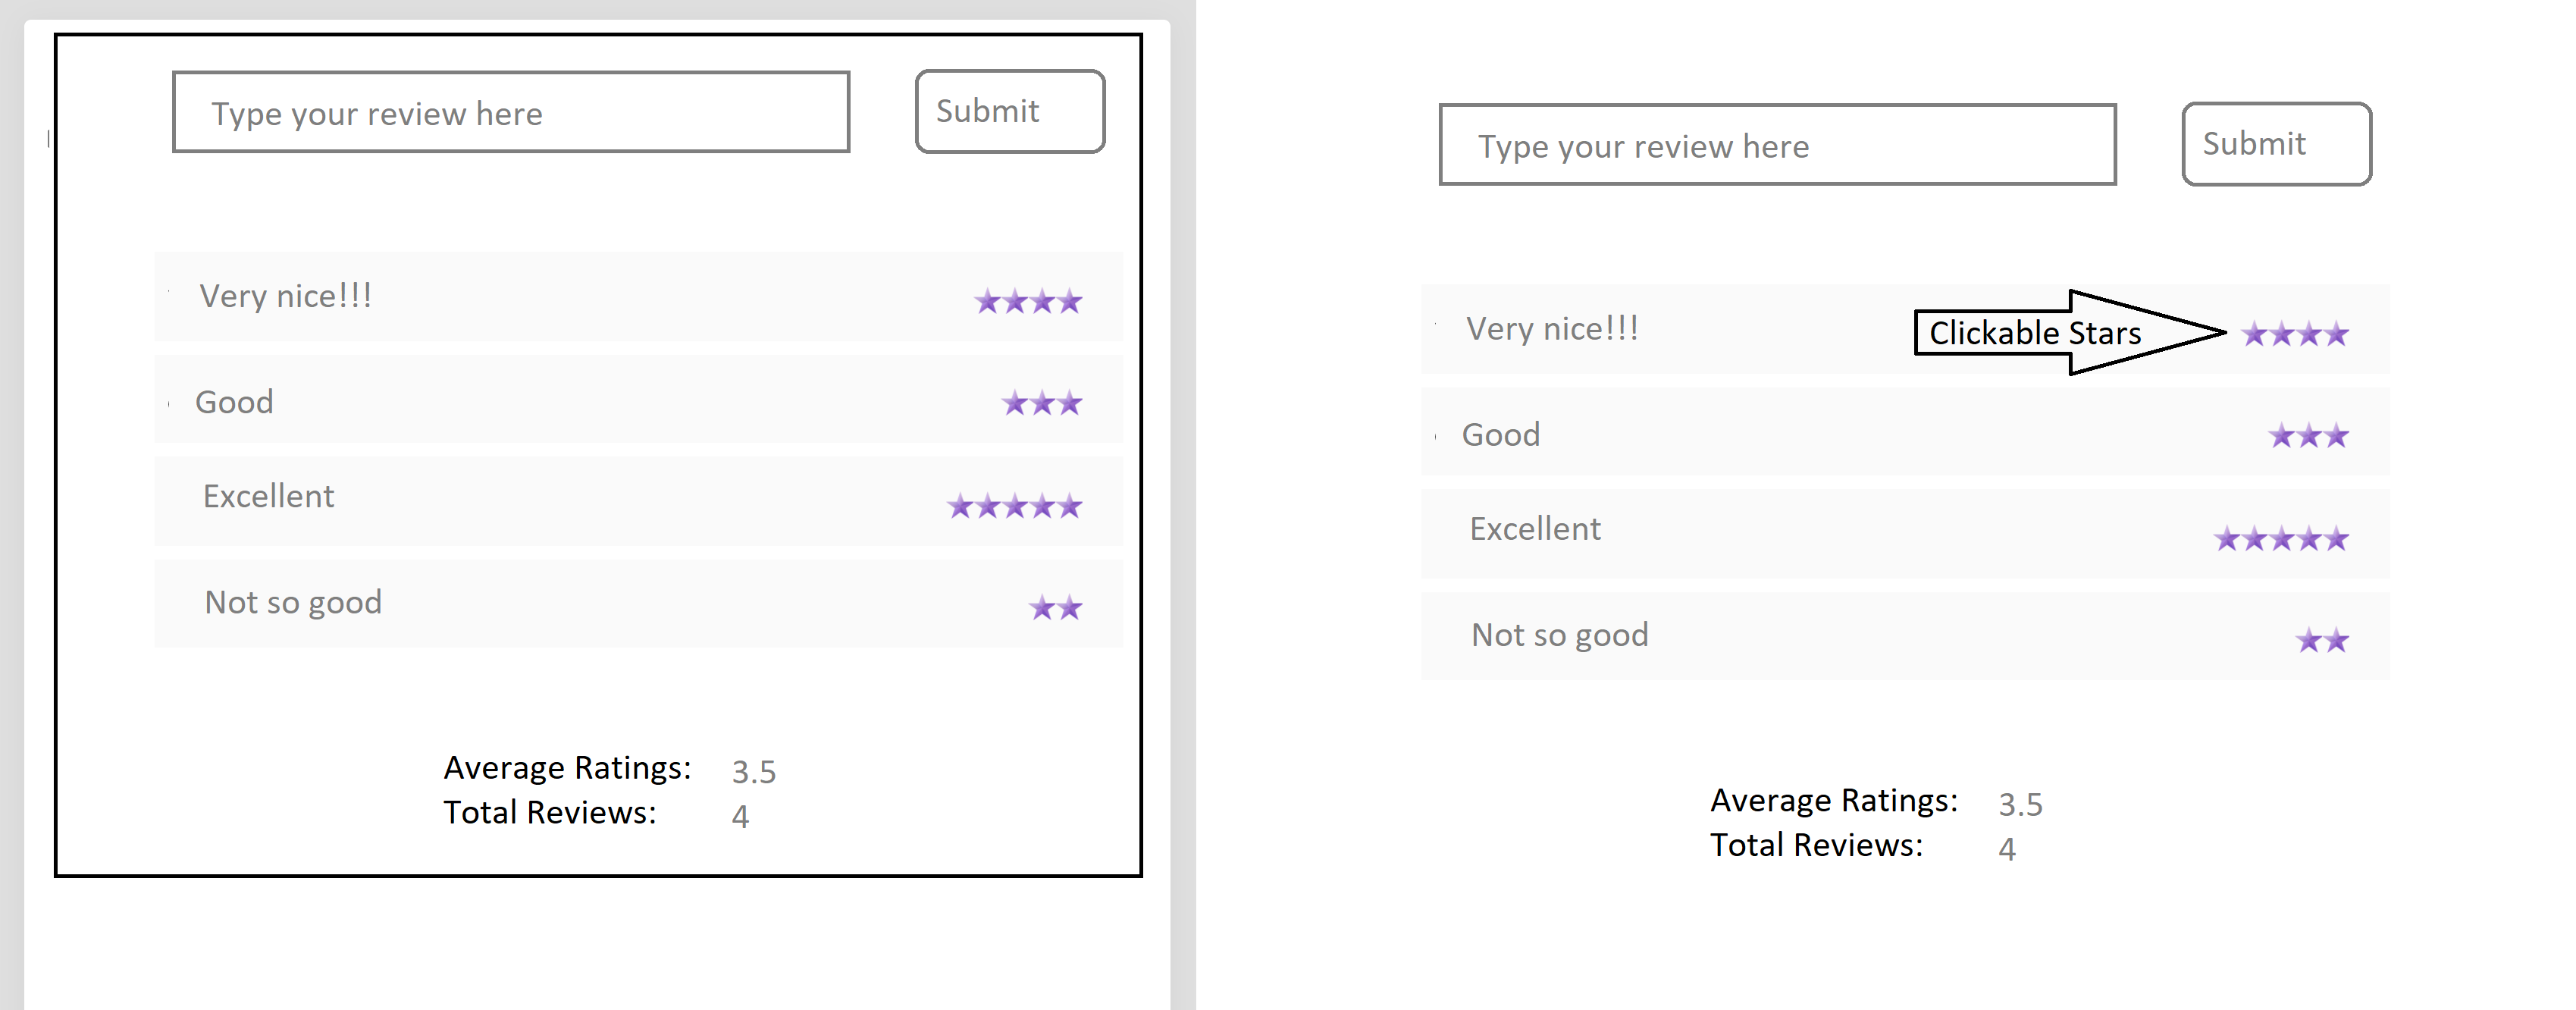 Type your review here
Submit
Very nice!!!
Good
Excellent
Not so good
Average Ratings: 3.5
Total Reviews: 4
Type your review here
Submit
Very nice!!!
Clickable Stars
Good
Excellent
Not so good
Average Ratings: 3.5
Total Reviews: 4